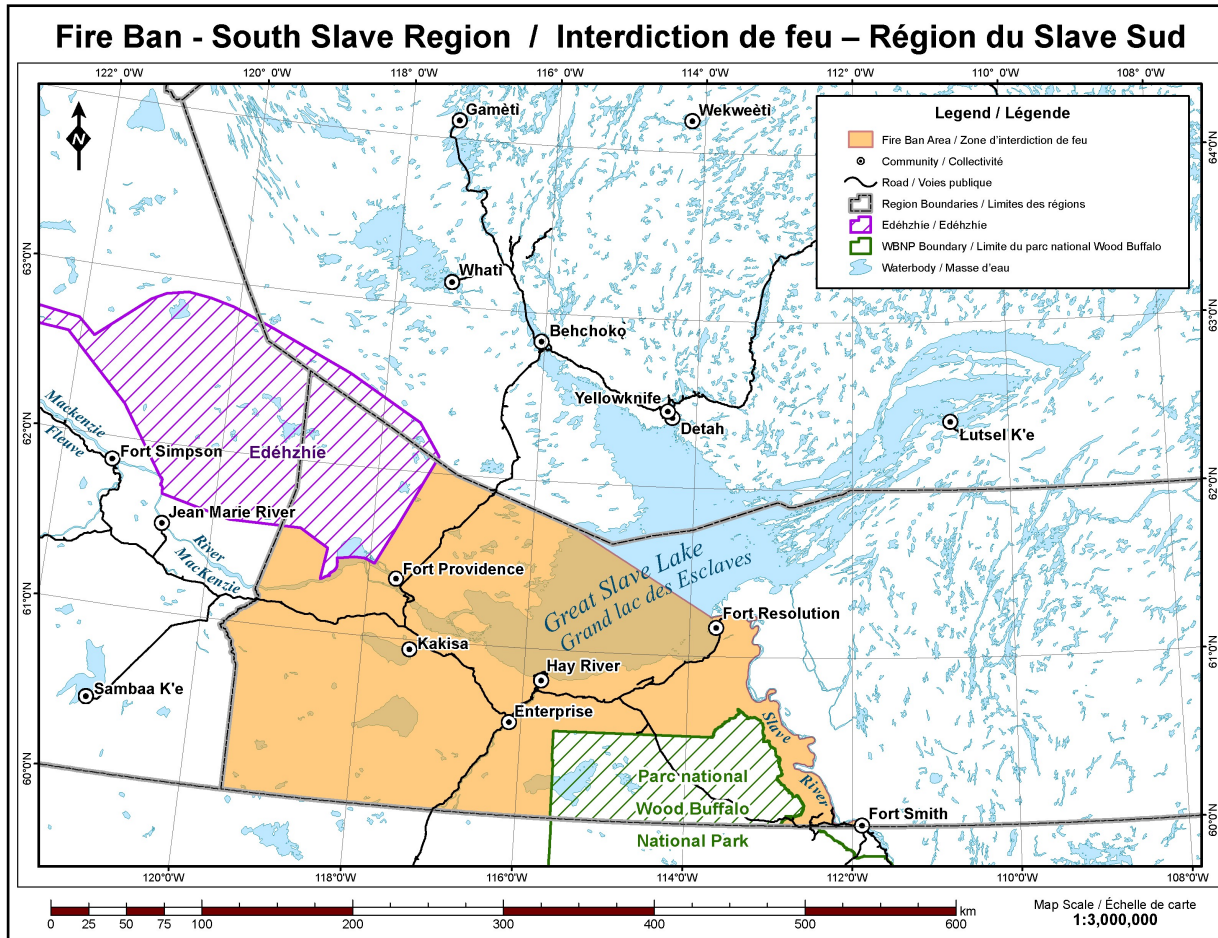 Fire Ban - South Slave Region / Interdiction de feu – Région du Slave Sud
122° 0'W
120° 0'W
118° 0'W
116° 0'W
114° 0'W
112° 0'W
110° 0'W
108° 0'W
N
Gamètì
Wekweètì
Legend / Légende
Fire Ban Area / Zone d'interdiction de feu
Community / Collectivité
Road / Voies publique
Region Boundaries / Limites des régions
Edéhzhie / Edéhzhie
WBNP Boundary / Limite du parc national Wood Buffalo
Waterbody / Masse d'eau
64°0'N
63°0'N
Whatì
63°0'N
Behchokǫ̀
Yellowknife
Detah
Mackenzie
Fleuve
62°0'N
Fort Simpson
Edéhzhíe
Łutsel K'e
62°0'N
Jean Marie River
River
MacKenzie
Fort Providence
Great Slave Lake
Grand lac des Esclaves
61°0'N
Fort Resolution
Kakisa
61°0'N
Hay River
Sambaa K'e
Enterprise
Slave
River
60°0'N
Parc national
Wood Buffalo
National Park
Fort Smith
60°0'N
120°0'W
118°0'W
116°0'W
114°0'W
112°0'W
110°0'W
108°0'W
0 25 50 75 100 200 300 400 500 600 km
Map Scale / Échelle de carte
1:3,000,000